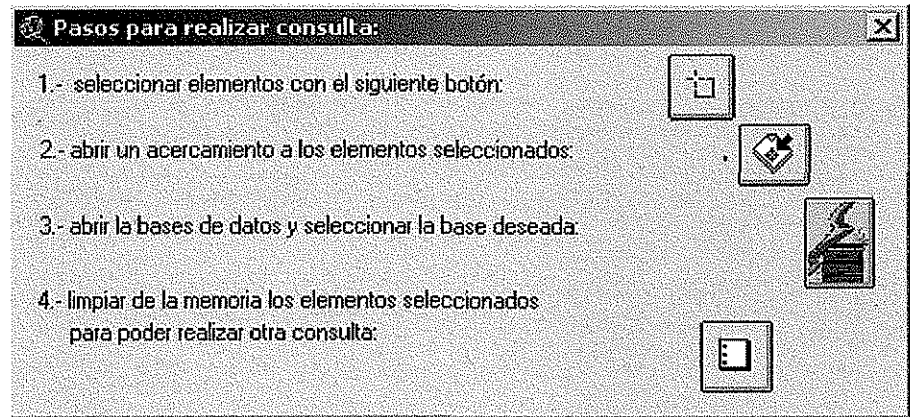 Pasos para realizar consulta:
1.- seleccionar elementos con el siguiente botón:
2.- abrir un acercamiento a los elementos seleccionados:
3.- abrir la bases de datos y seleccionar la base deseada:
4.- limpiar de la memoria los elementos seleccionados
para poder realizar otra consulta: